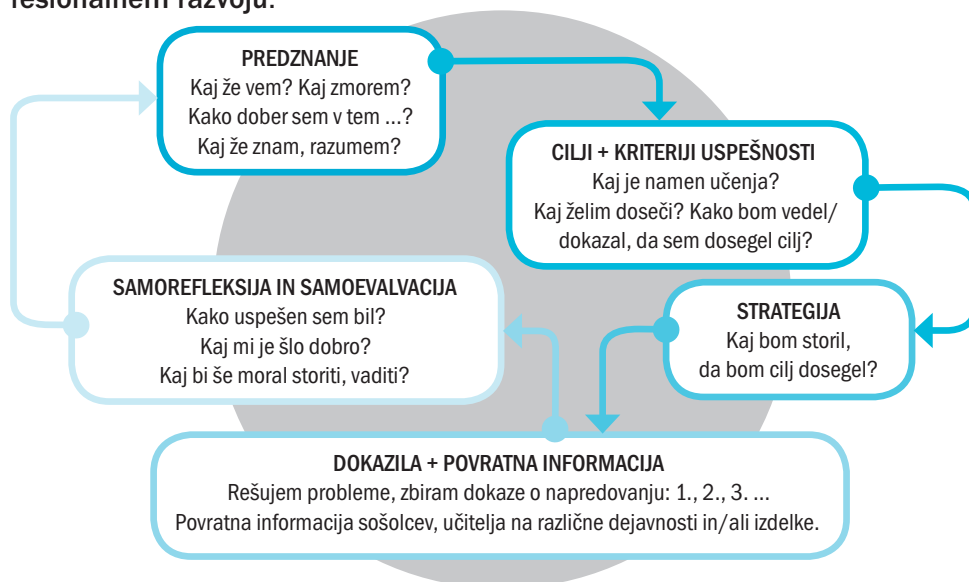 fesionalnem razvoju.
PREDZNANJE
Kaj že vem? Kaj zmorem?
Kako dober sem v tem ...?
Kaj že znam, razumem?
CILJI + KRITERIJI USPEŠNOSTI
Kaj je namen učenja?
Kaj želim doseči? Kako bom vedel/
dokazal, da sem dosegel cilj?
STRATEGIJA
Kaj bom storil,
da bom cilj dosegel?
DOKAZILA + POVRATNA INFORMACIJA
Rešujem probleme, zbiram dokaze o napredovanju: 1., 2., 3. ...
Povratna informacija sošolcev, učitelja na različne dejavnosti in/ali izdelke.
SAMOREFLEKSIJA IN SAMOEVALVACIJA
Kako uspešen sem bil?
Kaj mi je šlo dobro?
Kaj bi še moral storiti, vaditi?